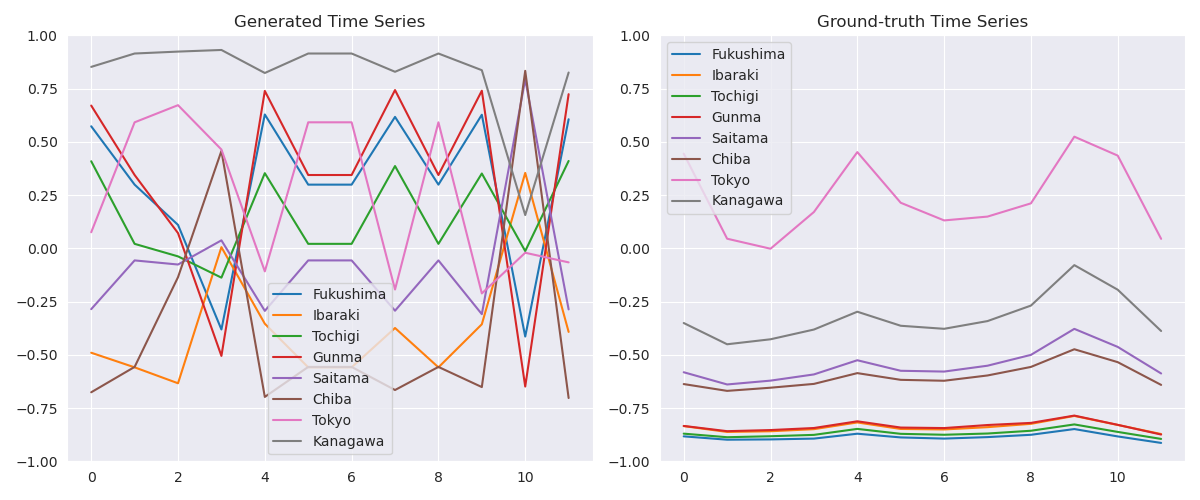 Generated Time Series
1.00
0.75
0.50
0.25
0.00
−0.25
−0.50
−0.75
−1.00
0
2
4
6
8
10
Fukushima
Ibaraki
Tochigi
Gunma
Saitama
Chiba
Tokyo
Kanagawa
Ground-truth Time Series
1.00
0.75
0.50
0.25
0.00
−0.25
−0.50
−0.75
−1.00
0
2
4
6
8
10
Fukushima
Ibaraki
Tochigi
Gunma
Saitama
Chiba
Tokyo
Kanagawa